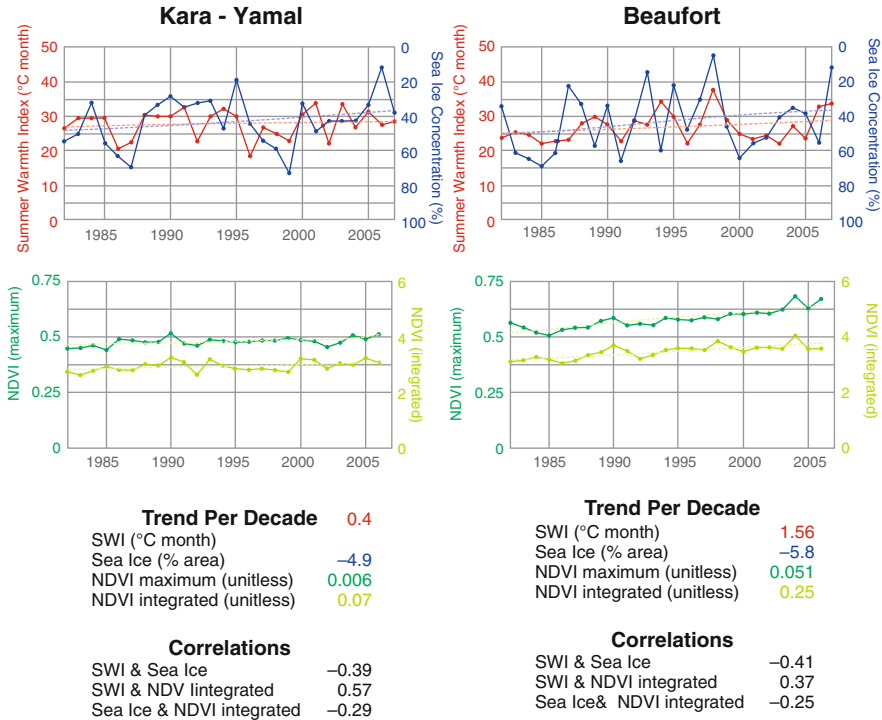 Kara - Yamal
Summer Warmth Index (°C month)
50
40
30
20
10
0
0
20
40
60
80
100
Sea Ice Concentration (%)
1985 1990 1995 2000 2005
NDVI (maximum)
0.75
0.5
0.25
0
6
4
2
0
NDVI (integrated)
1985 1990 1995 2000 2005
Trend Per Decade 0.4
SWI (°C month)
Sea Ice (% area) –4.9
NDVI maximum (unitless) 0.006
NDVI integrated (unitless) 0.07
Correlations
SWI & Sea Ice –0.39
SWI & NDV Iintegrated 0.57
Sea Ice & NDVI integrated –0.29
Beaufort
Summer Warmth Index (°C month)
50
40
30
20
10
0
0
20
40
60
80
100
Sea Ice Concentration (%)
1985 1990 1995 2000 2005
NDVI (maximum)
0.75
0.5
0.25
0
6
4
2
0
NDVI (integrated)
1985 1990 1995 2000 2005
Trend Per Decade
SWI (°C month) 1.56
Sea Ice (% area) –5.8
NDVI maximum (unitless) 0.051
NDVI integrated (unitless) 0.25
Correlations
SWI & Sea Ice –0.41
SWI & NDVI integrated 0.37
Sea Ice& NDVI integrated –0.25